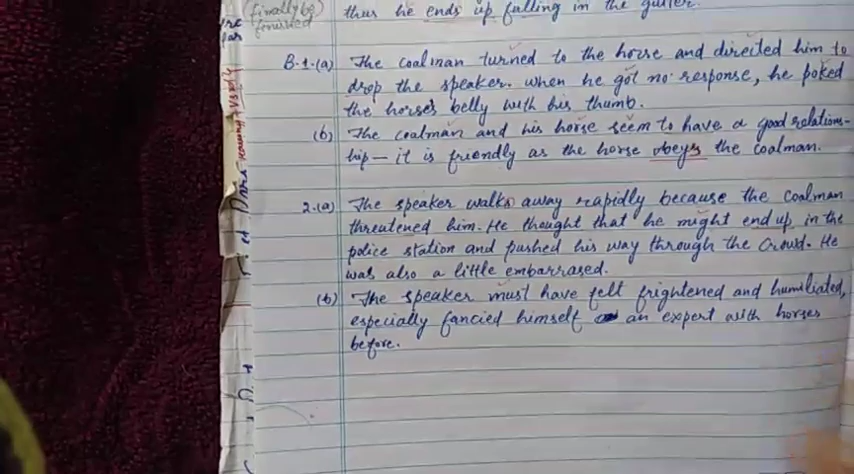 (finally be
finished)
thus he ends up falling in the gutter.
B.1.(a) The coalman turned to the horse and directed him to
drop the speaker. When he got no response, he poked
the horse's belly with his thumb.
(b) The coalman and his horse seem to have a good relations-
hip — it is friendly as the horse obeys the coalman.
2.(a) The speaker walks away rapidly because the coalman
threatened him. He thought that he might end up in the
police station and pushed his way through the crowd. He
was also a little embarrased.
(b) The speaker must have felt frightened and humiliated,
especially fancied himself an expert with horses
before.